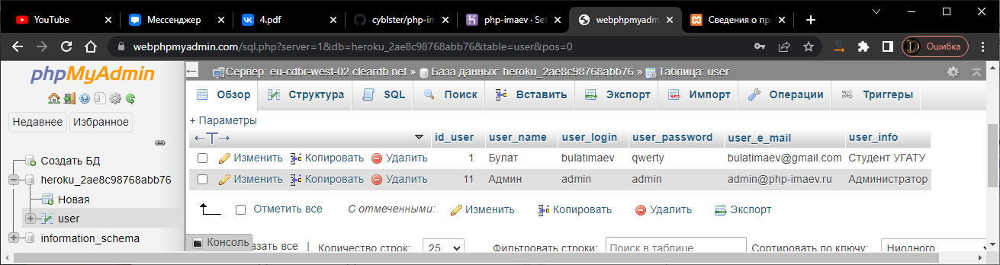 YouTube Мессенджер 4.pdf cyblster/php-im php-imaev · Set webphpmyadm Сведения о пр
webphpmyadmin.com/sql.php?server=1&db=heroku_2ae8c98768abb76&table=user&pos=0 Ошибка
phpMyAdmin
Недавнее Избранное
Создать БД
heroku_2ae8c98768abb76
Новая
user
information_schema
Сервер: eu-cdbr-west-02.cleardb.net » База данных: heroku_2ae8c98768abb76 » Таблица: user
Обзор Структура SQL Поиск Вставить Экспорт Импорт Операции Триггеры
+ Параметры
id_user user_name user_login user_password user_e_mail user_info
Изменить Копировать Удалить 1 Булат bulatimaev qwerty bulatimaev@gmail.com Студент УГАТУ
Изменить Копировать Удалить 11 Админ admin admin admin@php-imaev.ru Администратор
Отметить все С отмеченными: Изменить Копировать Удалить Экспорт
Консоль
азать все | Количество строк: 25 Фильтровать строки: Поиск в таблице Сортировать по ключу: Ниодного